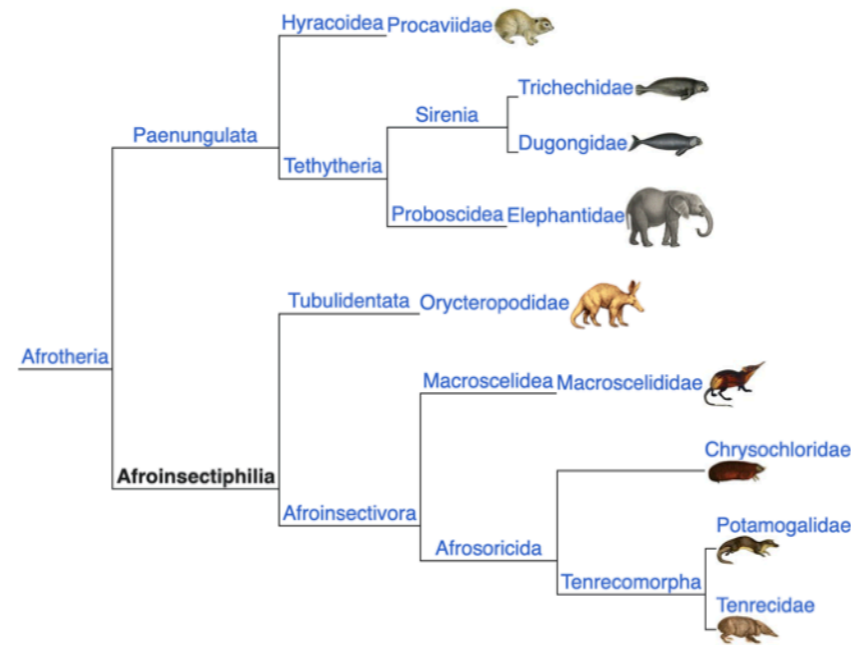 Hyracoidea Procaviidae
Trichechidae
Sirenia
Dugongidae
Paenungulata
Tethytheria
Proboscidea Elephantidae
Tubulidentata Orycteropodidae
Afrotheria
Macroscelidea Macroscelididae
Chrysochloridae
Afroinsectiphilia
Afroinsectivora
Potamogalidae
Afrosoricida
Tenrecomorpha
Tenrecidae